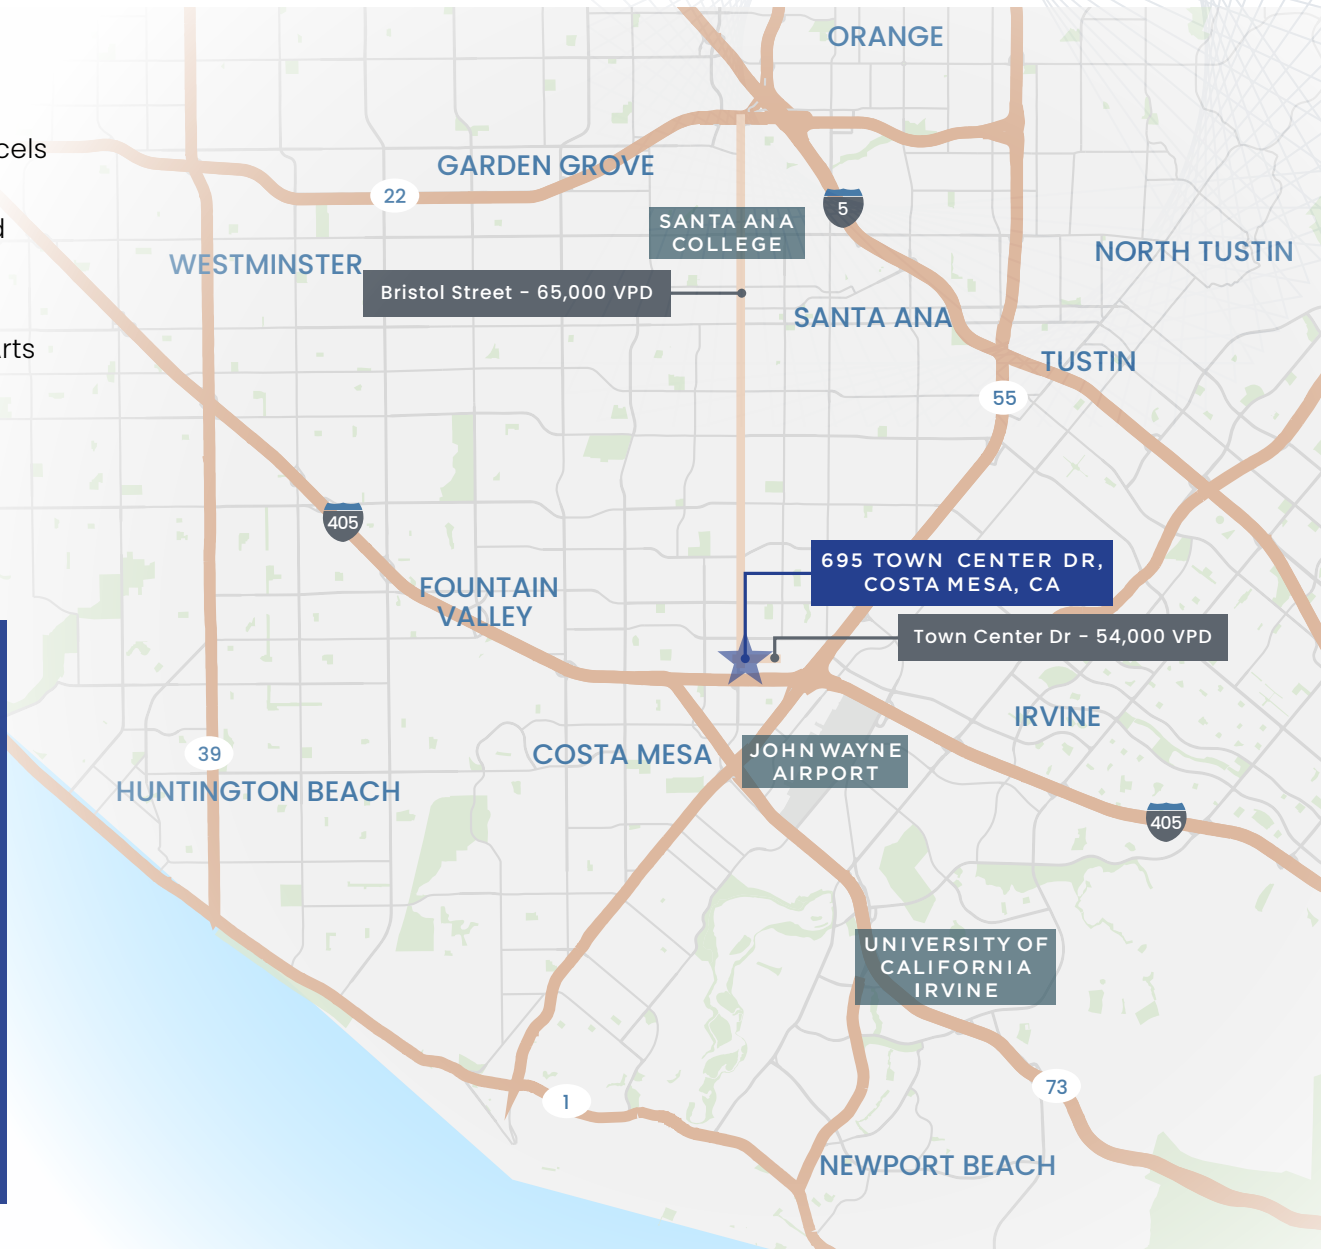 ORANGE
cels
GARDEN GROVE
22
5
SANTA ANA
COLLEGE
d
NORTH TUSTIN
WESTMINSTER
Bristol Street - 65,000 VPD
SANTA ANA
rts
TUSTIN
55
405
695 TOWN CENTER DR,
COSTA MESA, CA
FOUNTAIN
VALLEY
Town Center Dr - 54,000 VPD
IRVINE
39
COSTA MESA
JOHN WAYNE
AIRPORT
HUNTINGTON BEACH
405
UNIVERSITY OF
CALIFORNIA
IRVINE
73
1
NEWPORT BEACH